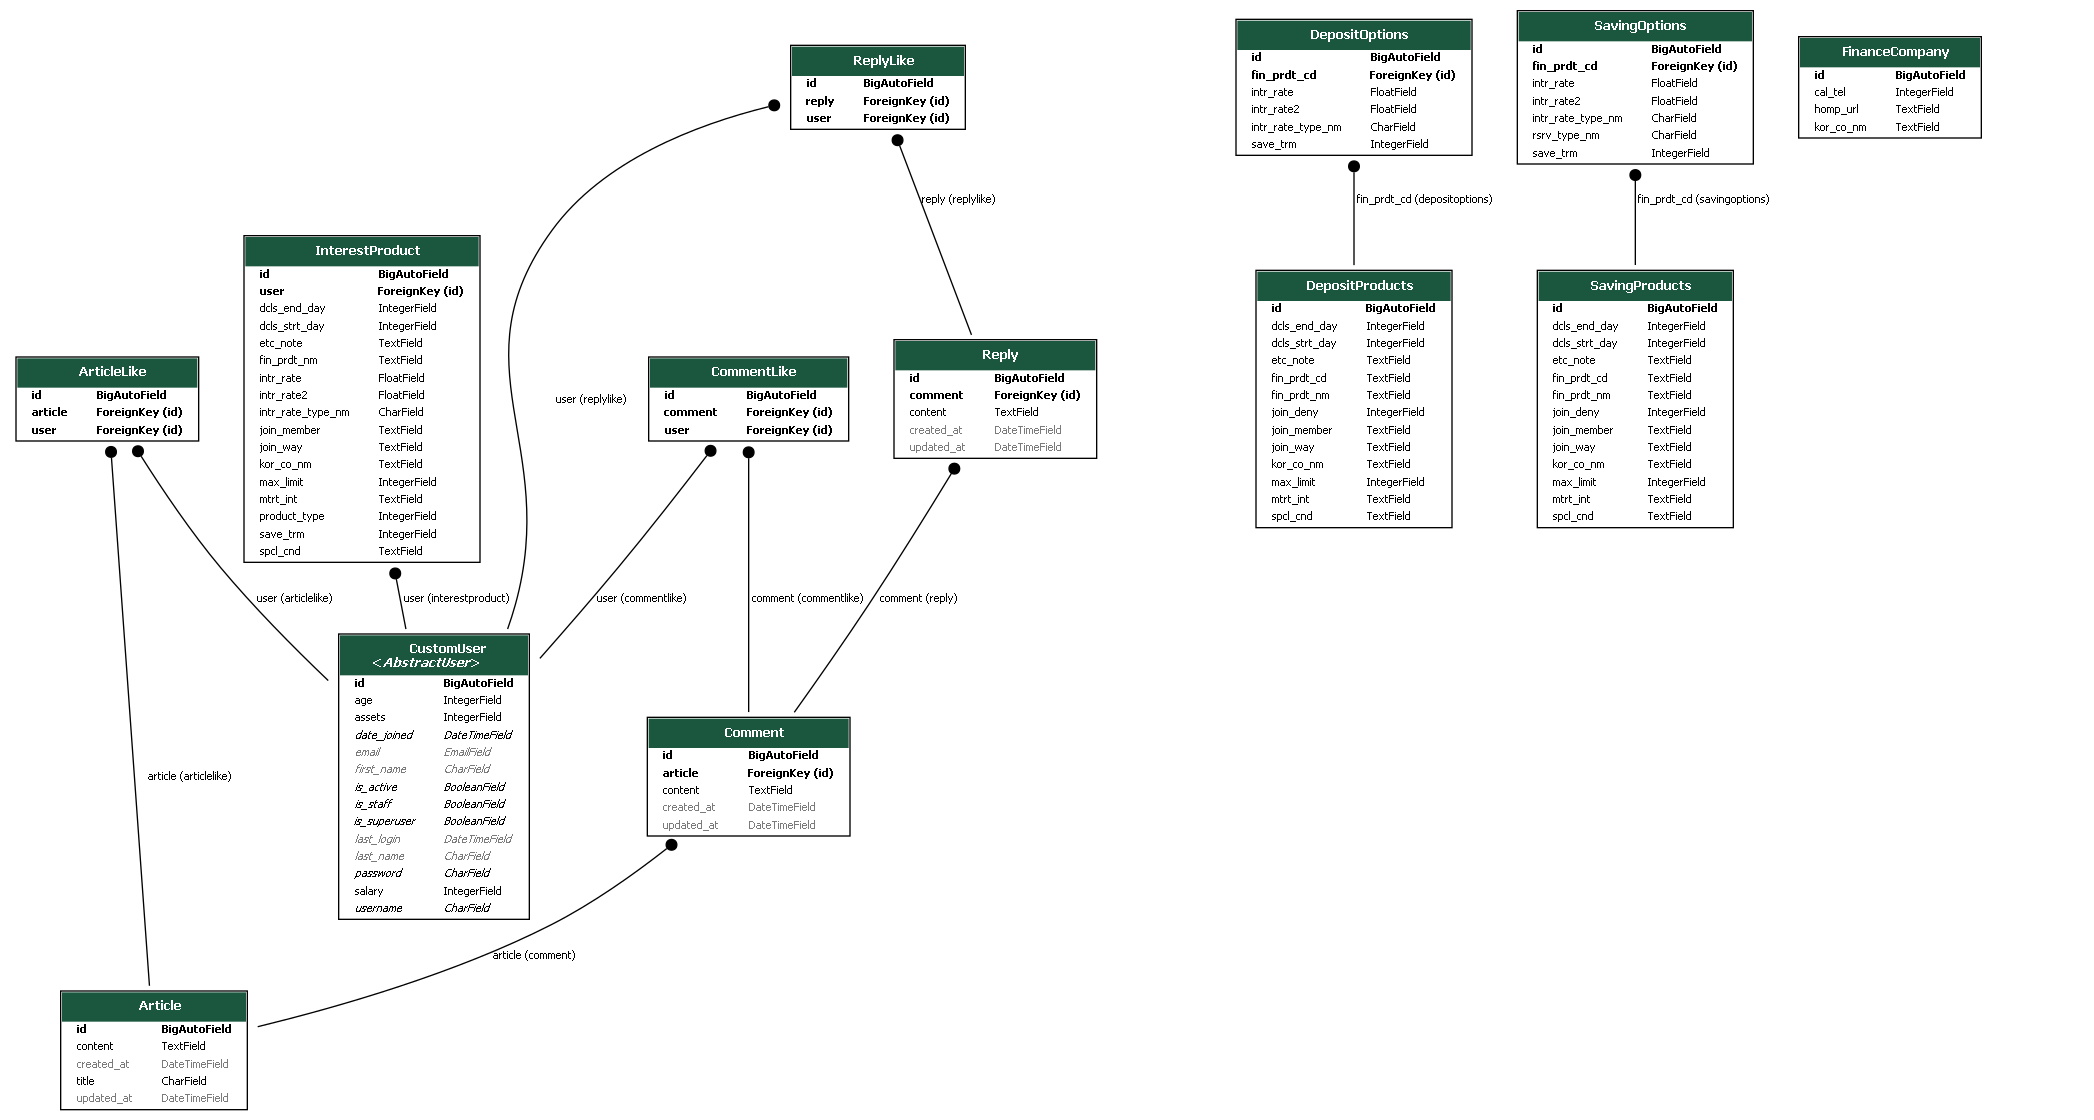 ReplyLike
id BigAutoField
reply ForeignKey (id)
user ForeignKey (id)
DepositOptions
id BigAutoField
fin_prdt_cd ForeignKey (id)
intr_rate FloatField
intr_rate2 FloatField
intr_rate_type_nm CharField
save_trm IntegerField
SavingOptions
id BigAutoField
fin_prdt_cd ForeignKey (id)
intr_rate FloatField
intr_rate2 FloatField
intr_rate_type_nm CharField
rsrv_type_nm CharField
save_trm IntegerField
FinanceCompany
id BigAutoField
cal_tel IntegerField
homp_url TextField
kor_co_nm TextField
reply (replylike)
fin_prdt_cd (depositoptions)
fin_prdt_cd (savingoptions)
InterestProduct
id BigAutoField
user ForeignKey (id)
dcls_end_day IntegerField
dcls_strt_day IntegerField
etc_note TextField
fin_prdt_nm TextField
intr_rate FloatField
intr_rate2 FloatField
intr_rate_type_nm CharField
join_member TextField
join_way TextField
kor_co_nm TextField
max_limit IntegerField
mtrt_int TextField
product_type IntegerField
save_trm IntegerField
spcl_cnd TextField
DepositProducts
id BigAutoField
dcls_end_day IntegerField
dcls_strt_day IntegerField
etc_note TextField
fin_prdt_cd TextField
fin_prdt_nm TextField
join_deny IntegerField
join_member TextField
join_way TextField
kor_co_nm TextField
max_limit IntegerField
mtrt_int TextField
spcl_cnd TextField
SavingProducts
id BigAutoField
dcls_end_day IntegerField
dcls_strt_day IntegerField
etc_note TextField
fin_prdt_cd TextField
fin_prdt_nm TextField
join_deny IntegerField
join_member TextField
join_way TextField
kor_co_nm TextField
max_limit IntegerField
mtrt_int TextField
spcl_cnd TextField
ArticleLike
id BigAutoField
article ForeignKey (id)
user ForeignKey (id)
user (replylike)
CommentLike
id BigAutoField
comment ForeignKey (id)
user ForeignKey (id)
Reply
id BigAutoField
comment ForeignKey (id)
content TextField
created_at DateTimeField
updated_at DateTimeField
user (articlelike)
user (interestproduct)
user (commentlike)
comment (commentlike)
comment (reply)
CustomUser
<AbstractUser>
id BigAutoField
age IntegerField
assets IntegerField
date_joined DateTimeField
email EmailField
first_name CharField
is_active BooleanField
is_staff BooleanField
is_superuser BooleanField
last_login DateTimeField
last_name CharField
password CharField
salary IntegerField
username CharField
Comment
id BigAutoField
article ForeignKey (id)
content TextField
created_at DateTimeField
updated_at DateTimeField
article (articlelike)
article (comment)
Article
id BigAutoField
content TextField
created_at DateTimeField
title CharField
updated_at DateTimeField